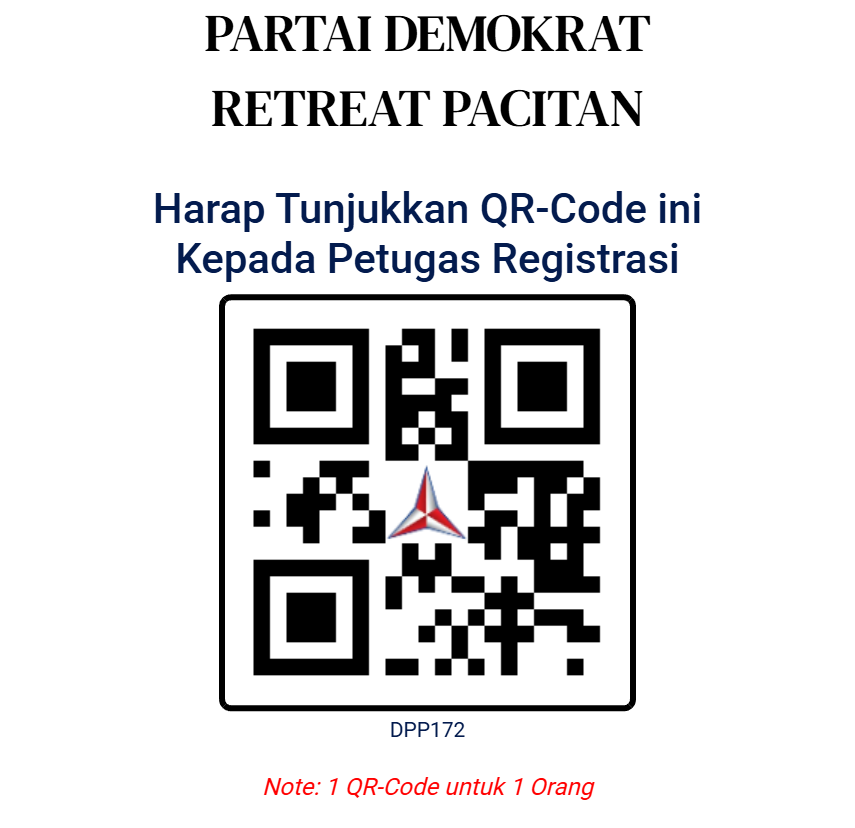 PARTAI DEMOKRAT
RETREAT PACITAN
Harap Tunjukkan QR-Code ini
Kepada Petugas Registrasi
DPP172
Note: 1 QR-Code untuk 1 Orang